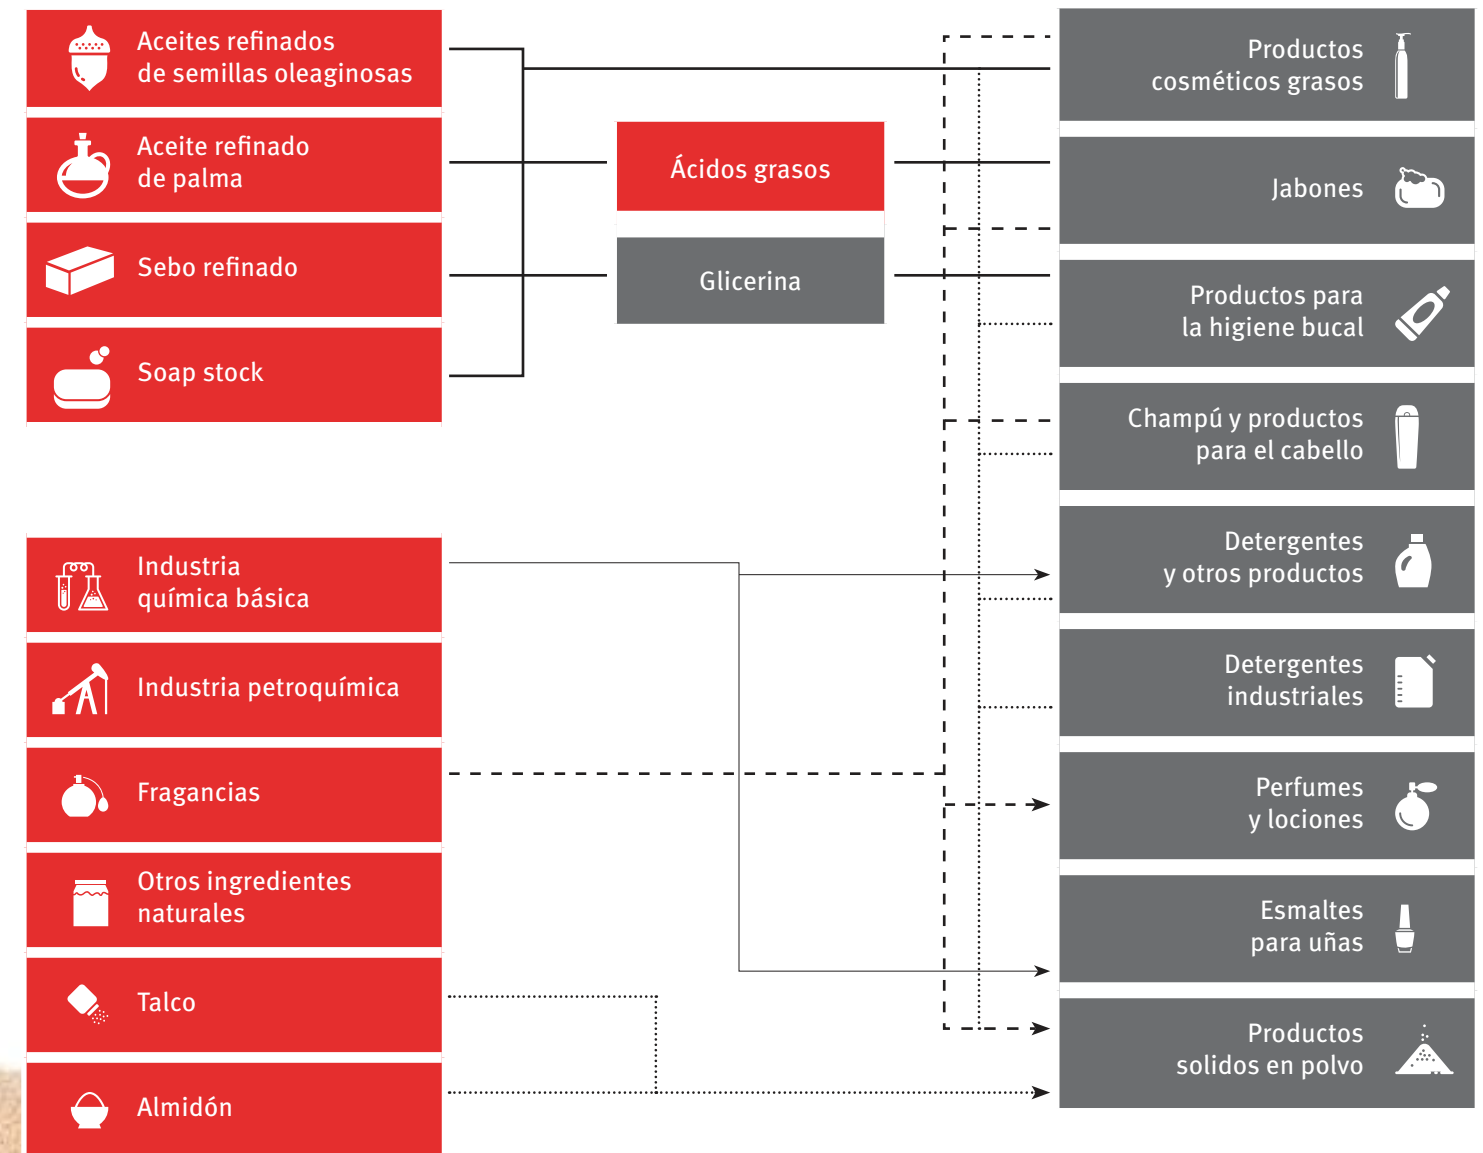 Aceites refinados
de semillas oleaginosas
Aceite refinado
de palma
Sebo refinado
Soap stock
Industria
química básica
Industria petroquímica
Fragancias
Otros ingredientes
naturales
Talco
Almidón
Ácidos grasos
Glicerina
Productos
cosméticos grasos
Jabones
Productos para
la higiene bucal
Champú y productos
para el cabello
Detergentes
y otros productos
Detergentes
industriales
Perfumes
y lociones
Esmaltes
para uñas
Productos
solidos en polvo